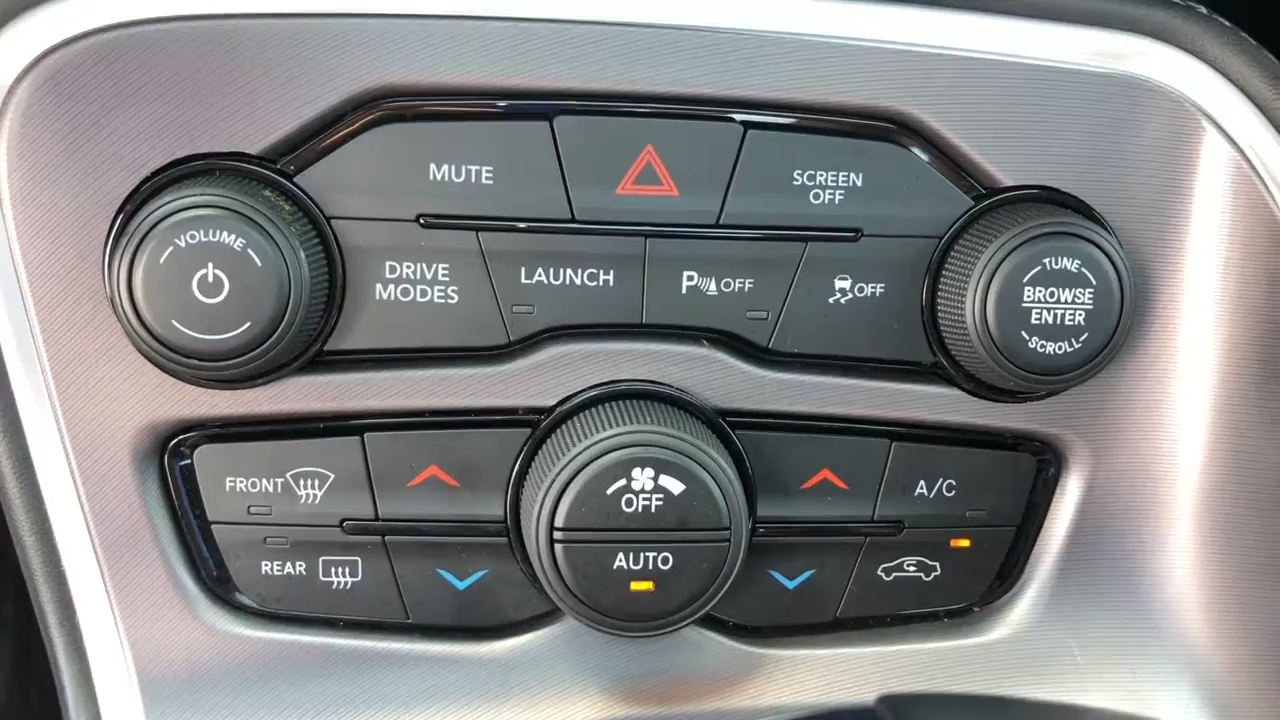 MUTE
SCREEN
OFF
VOLUME
DRIVE
MODES
LAUNCH
P OFF
OFF
TUNE
BROWSE
ENTER
SCROLL
FRONT
OFF
A/C
REAR
AUTO